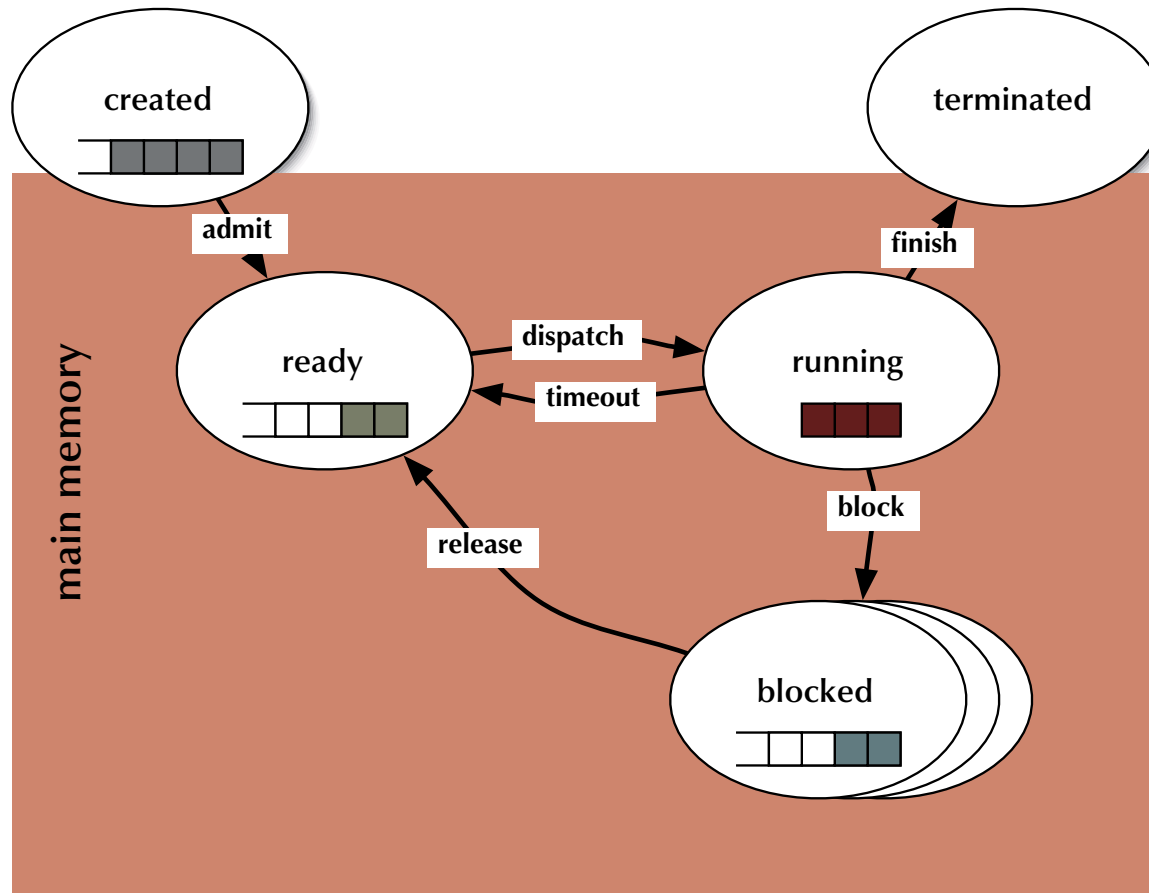 created
terminated
admit
finish
ready
dispatch
running
timeout
main memory
block
release
blocked